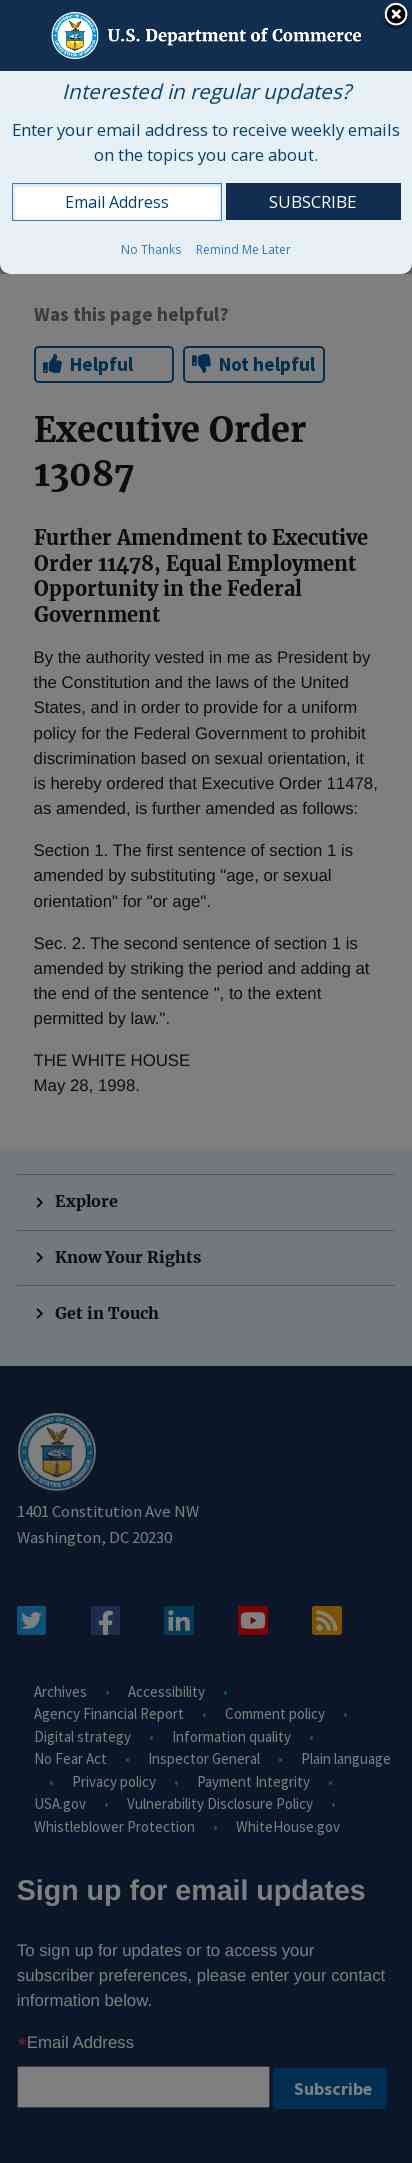 U.S. Department of Commerce
Interested in regular updates?
Enter your email address to receive weekly emails
on the topics you care about.
Email Address SUBSCRIBE
No Thanks Remind Me Later
Was this page helpful?
Helpful Not helpful
Executive Order
13087
Further Amendment to Executive
Order 11478, Equal Employment
Opportunity in the Federal
Government
By the authority vested in me as President by
the Constitution and the laws of the United
States, and in order to provide for a uniform
policy for the Federal Government to prohibit
discrimination based on sexual orientation, it
is hereby ordered that Executive Order 11478,
as amended, is further amended as follows:
Section 1. The first sentence of section 1 is
amended by substituting "age, or sexual
orientation" for "or age".
Sec. 2. The second sentence of section 1 is
amended by striking the period and adding at
the end of the sentence ", to the extent
permitted by law.".
THE WHITE HOUSE
May 28, 1998.
Explore
Know Your Rights
Get in Touch
1401 Constitution Ave NW
Washington, DC 20230
Archives • Accessibility •
Agency Financial Report • Comment policy •
Digital strategy • Information quality •
No Fear Act • Inspector General • Plain language
• Privacy policy • Payment Integrity •
USA.gov • Vulnerability Disclosure Policy •
Whistleblower Protection • WhiteHouse.gov
Sign up for email updates
To sign up for updates or to access your
subscriber preferences, please enter your contact
information below.
*Email Address
Subscribe